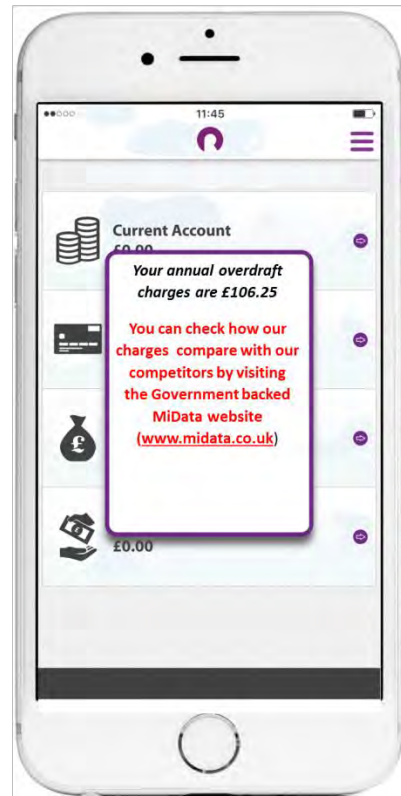 11:45
Current Account
£0.00
Your annual overdraft
charges are £106.25
You can check how our
charges compare with our
competitors by visiting
the Government backed
MiData website
(www.midata.co.uk)
£
£0.00